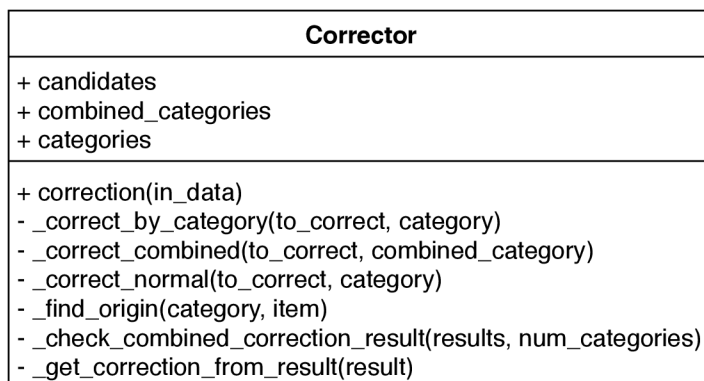 Corrector
+ candidates
+ combined_categories
+ categories
+ correction(in_data)
- _correct_by_category(to_correct, category)
- _correct_combined(to_correct, combined_category)
- _correct_normal(to_correct, category)
- _find_origin(category, item)
- _check_combined_correction_result(results, num_categories)
- _get_correction_from_result(result)